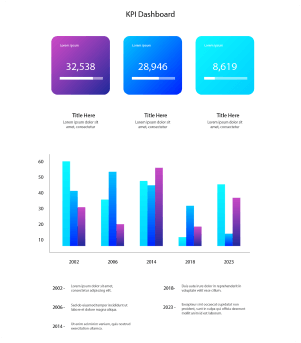 KPI Dashboard
Lorem ipsum
Lorem ipsum
Lorem ipsum
32,538
28,946
8,619
Title Here
Title Here
Title Here
Lorem ipsum dolor sit
amet, consectetur
Lorem ipsum dolor sit
amet, consectetur
Lorem ipsum dolor sit
amet, consectetur
60
50
40
30
20
10
2002
2006
2014
2018
2023
2002 -
Lorem ipsum dolor sit amet,
consectetur adipiscing elit.
2006 -
Sed do eiusmod tempor incididunt ut
labore et dolore magna aliqua.
2014 -
Ut enim ad minim veniam, quis nostrud
exercitation ullamco.
2018-
Duis aute irure dolor in reprehenderit in
voluptate velit esse cillum.
2023 -
Excepteur sint occaecat cupidatat non
proident, sunt in culpa qui officia deserunt
mollit anim id est laborum.